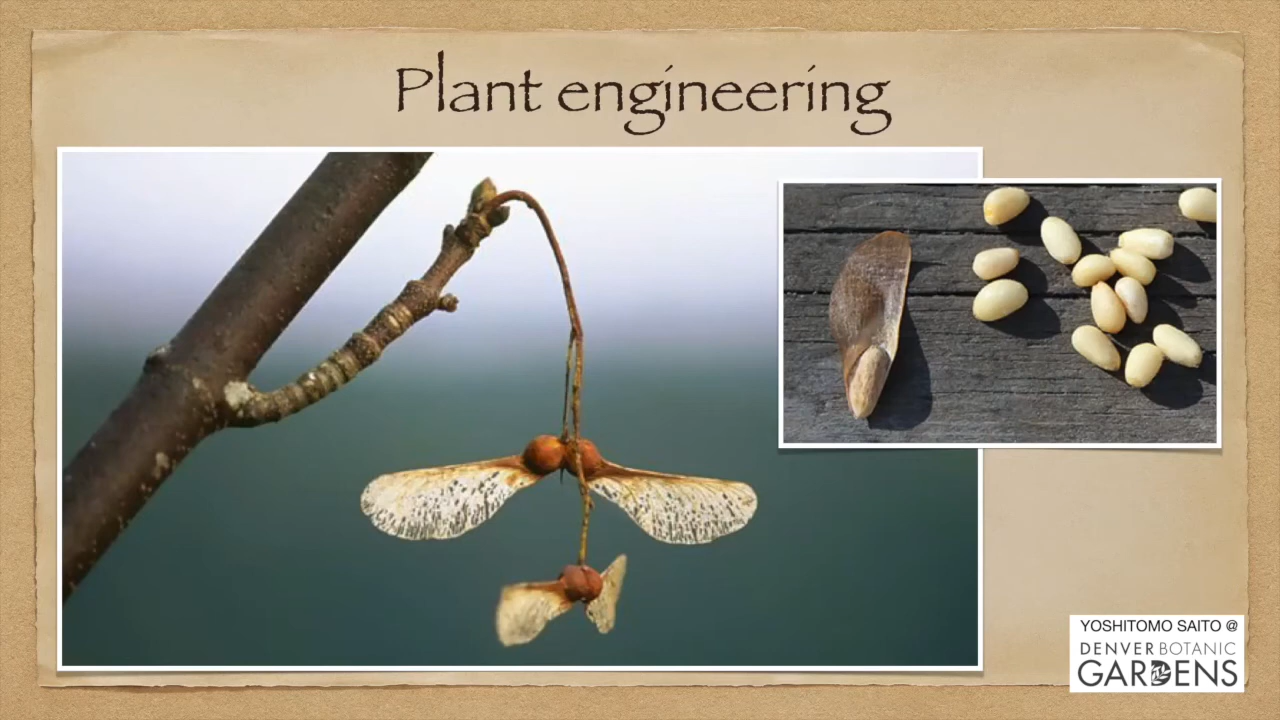 Plant engineering
YOSHITOMO SAITO @
DENVER BOTANIC
GARDENS